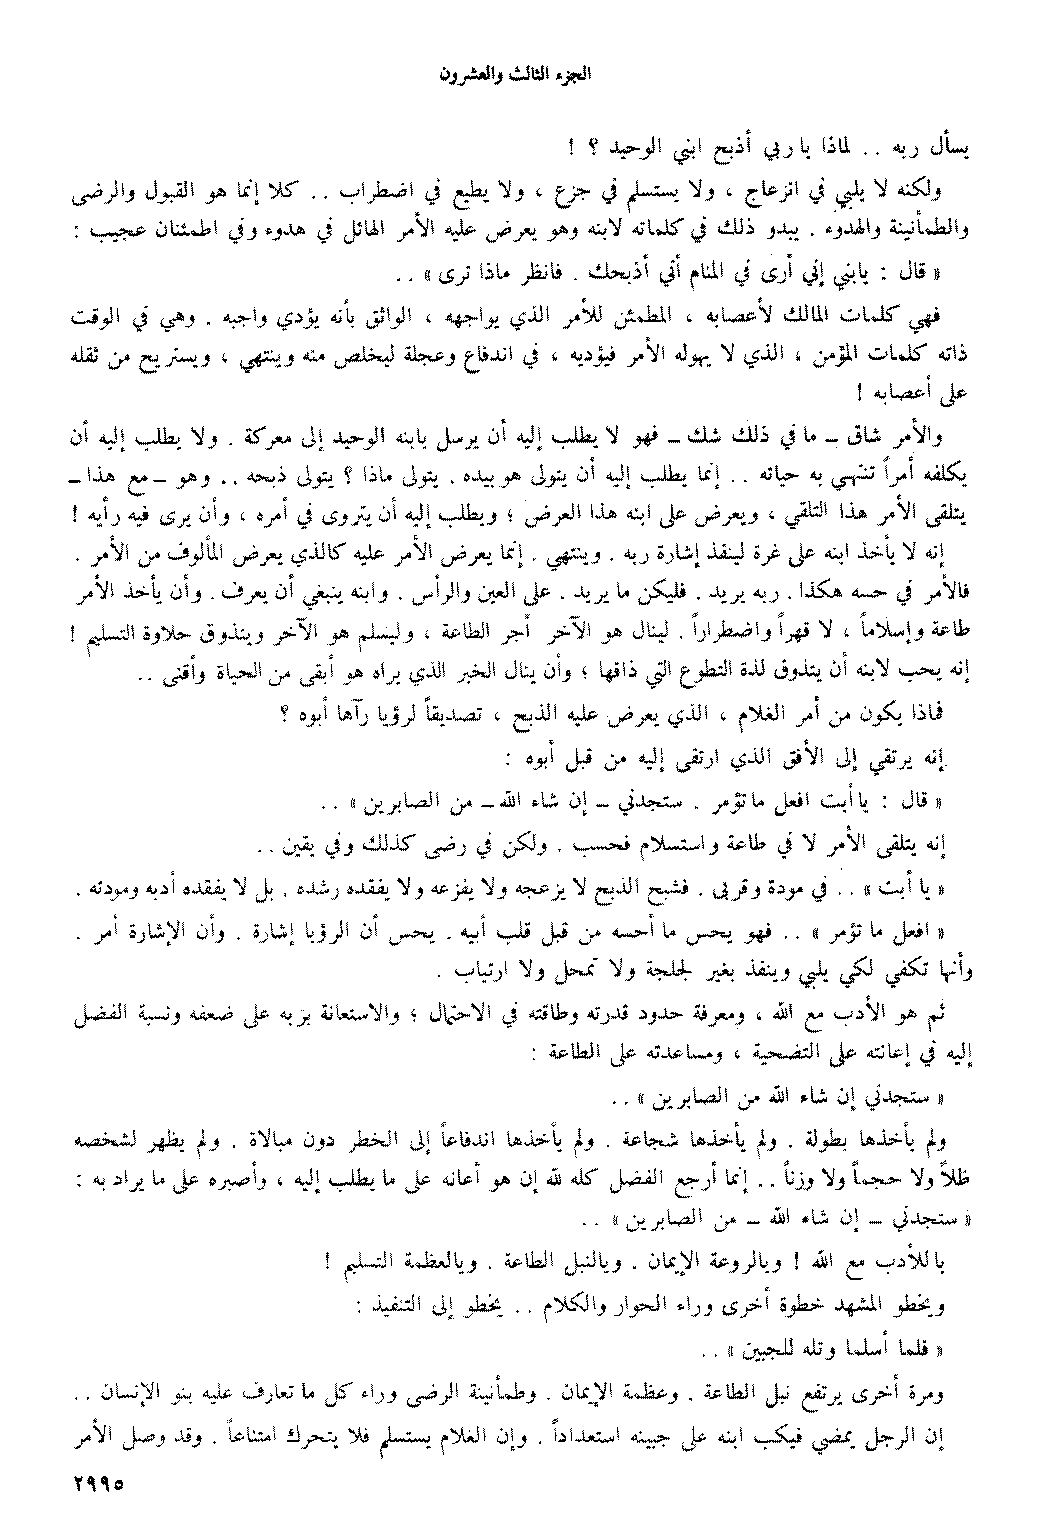 الجزء الثالث والعشرون
يسأل ربه .. لماذا يا ربي أذبح ابني الوحيد ؟ !
ولكنه لا يلبي في انزعاج ، ولا يستسلم في جزع ، ولا يطيع في اضطراب .. كلا إنما هو القبول والرضى
والطمأنينة والهدوء . يبدو ذلك في كلماته لابنه وهو يعرض عليه الأمر الهائل في هدوء وفي اطمئنان عجيب :
« قال : يابني إني أرى في المنام أني أذبحك . فانظر ماذا ترى » ..
فهي كلمات المالك لأعصابه ، المطمئن للأمر الذي يواجهه ، الواثق بأنه يؤدي واجبه . وهي في الوقت
ذاته كلمات المؤمن ، الذي لا يهوله الأمر فيؤديه ، في اندفاع وعجلة ليخلص منه وينتهي ، ويستريح من ثقله
على أعصابه !
والأمر شاق – ما في ذلك شك – فهو لا يطلب إليه أن يرسل بابنه الوحيد إلى معركة . ولا يطلب إليه أن
يكلفه أمراً تنتهي به حياته .. إنما يطلب إليه أن يتولى هو بيده . يتولى ماذا ؟ يتولى ذبحه .. وهو – مع هذا –
يتلقى الأمر هذا التلقي ، ويعرض على ابنه هذا العرض ؛ ويطلب إليه أن يتروى في أمره ، وأن يرى فيه رأيه !
إنه لا يأخذ ابنه على غرة لينفذ إشارة ربه . وينتهي . إنما يعرض الأمر عليه كالذي يعرض المألوف من الأمر .
فالأمر في حسه هكذا . ربه يريد . فليكن ما يريد . على العين والرأس . وابنه ينبغي أن يعرف . وأن يأخذ الأمر
طاعة وإسلاماً ، لا قهراً واضطراراً . لينال هو الآخر أجر الطاعة ، وليسلم هو الآخر ويتذوق حلاوة التسليم !
إنه يحب لابنه أن يتذوق لذة التطوع التي ذاقها ؛ وأن ينال الخير الذي يراه هو أبقى من الحياة وأقنى ..
فماذا يكون من أمر الغلام ، الذي يعرض عليه الذبح ، تصديقاً لرؤيا رآها أبوه ؟
إنه يرتقي إلى الأفق الذي ارتقى إليه من قبل أبوه :
« قال : يا أبت افعل ما تؤمر . ستجدني – إن شاء الله – من الصابرين » ..
إنه يتلقى الأمر لا في طاعة واستسلام فحسب . ولكن في رضى كذلك وفي يقين ..
« يا أبت » .. في مودة وقربى . فشبح الذبح لا يزعجه ولا يفزعه ولا يفقده رشده . بل لا يفقده أدبه ومودته .
« افعل ما تؤمر » .. فهو يحس ما أحسه من قبل قلب أبيه . يحس أن الرؤيا إشارة . وأن الإشارة أمر .
وأنها تكفي لكي يلبي وينفذ بغير لجلجة ولا تمحل ولا ارتياب .
ثم هو الأدب مع الله ، ومعرفة حدود قدرته وطاقته في الاحتمال ؛ والاستعانة بربه على ضعفه ونسبة الفضل
إليه في إعانته على التضحية ، ومساعدته على الطاعة :
« ستجدني إن شاء الله من الصابرين » ..
ولم يأخذها بطولة . ولم يأخذها شجاعة . ولم يأخذها اندفاعاً إلى الخطر دون مبالاة . ولم يظهر لشخصه
ظلاً ولا حجماً ولا وزناً .. إنما أرجع الفضل كله لله إن هو أعانه على ما يطلب إليه ، وأصبره على ما يراد به :
« ستجدني – إن شاء الله – من الصابرين » ..
يا للأدب مع الله ! ويالروعة الإيمان . ويالنبل الطاعة . ويالعظمة التسليم !
ويخطو المشهد خطوة أخرى وراء الحوار والكلام .. يخطو إلى التنفيذ :
« فلما أسلما وتله للجبين » ..
ومرة أخرى يرتفع نبل الطاعة . وعظمة الإيمان . وطمأنينة الرضى وراء كل ما تعارف عليه بنو الإنسان ..
إن الرجل يمضي فيكب ابنه على جبينه استعداداً . وإن الغلام يستسلم فلا يتحرك امتناعاً . وقد وصل الأمر
٢٩٩٥